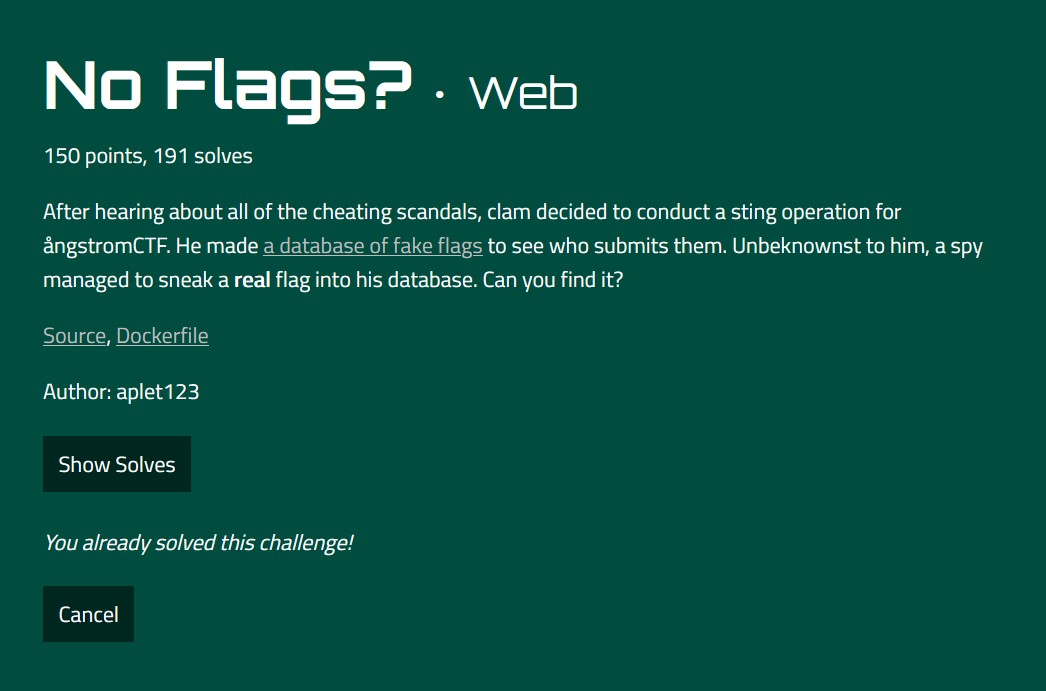 No Flags? · Web
150 points, 191 solves
After hearing about all of the cheating scandals, clam decided to conduct a sting operation for
ångstromCTF. He made a database of fake flags to see who submits them. Unbeknownst to him, a spy
managed to sneak a real flag into his database. Can you find it?
Source, Dockerfile
Author: aplet123
Show Solves
You already solved this challenge!
Cancel